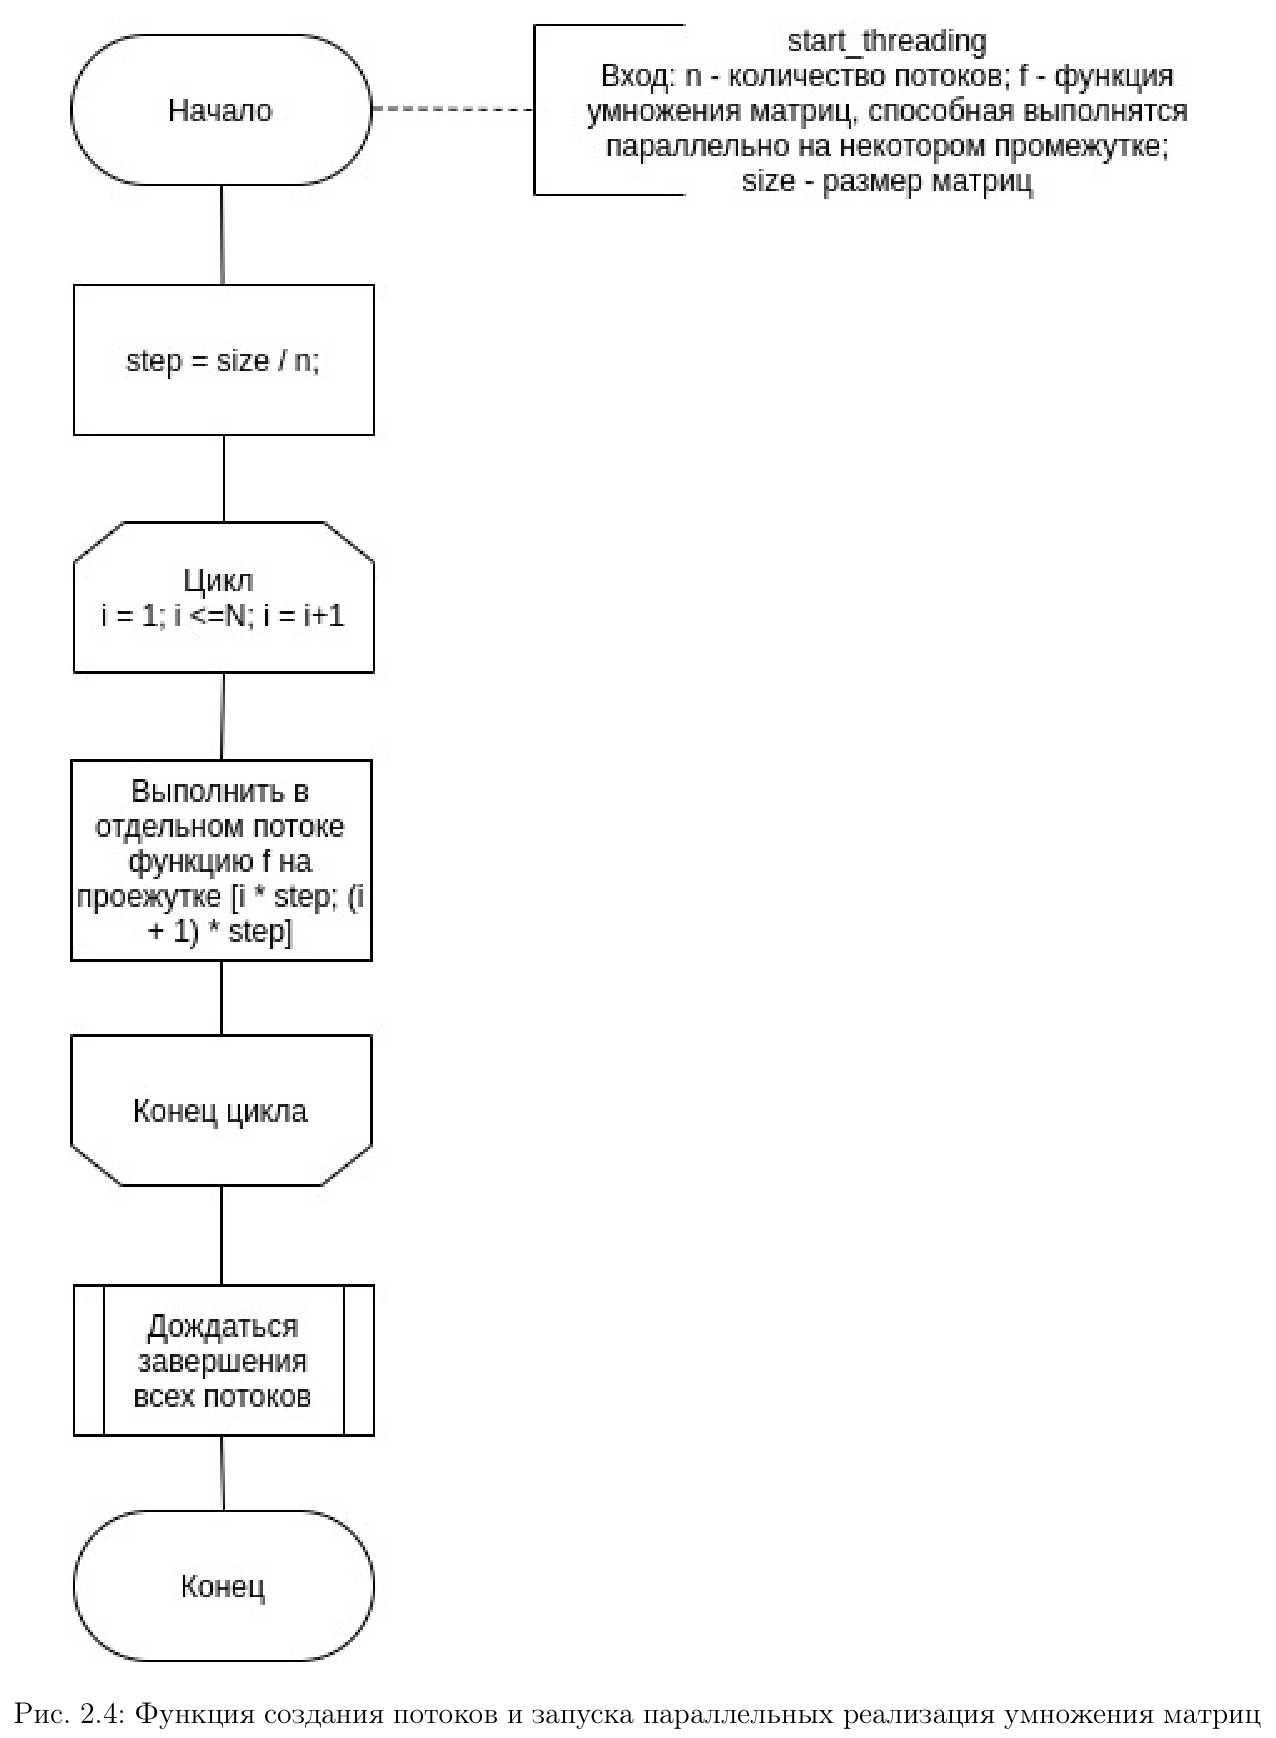 Начало
start_threading
Вход: n - количество потоков; f - функция
умножения матриц, способная выполнятся
параллельно на некотором промежутке;
size - размер матриц
step = size / n;
Цикл
i = 1; i <=N; i = i+1
Выполнить в
отдельном потоке
функцию f на
проежутке [i * step; (i
+ 1) * step]
Конец цикла
Дождаться
завершения
всех потоков
Конец
Рис. 2.4: Функция создания потоков и запуска параллельных реализация умножения матриц